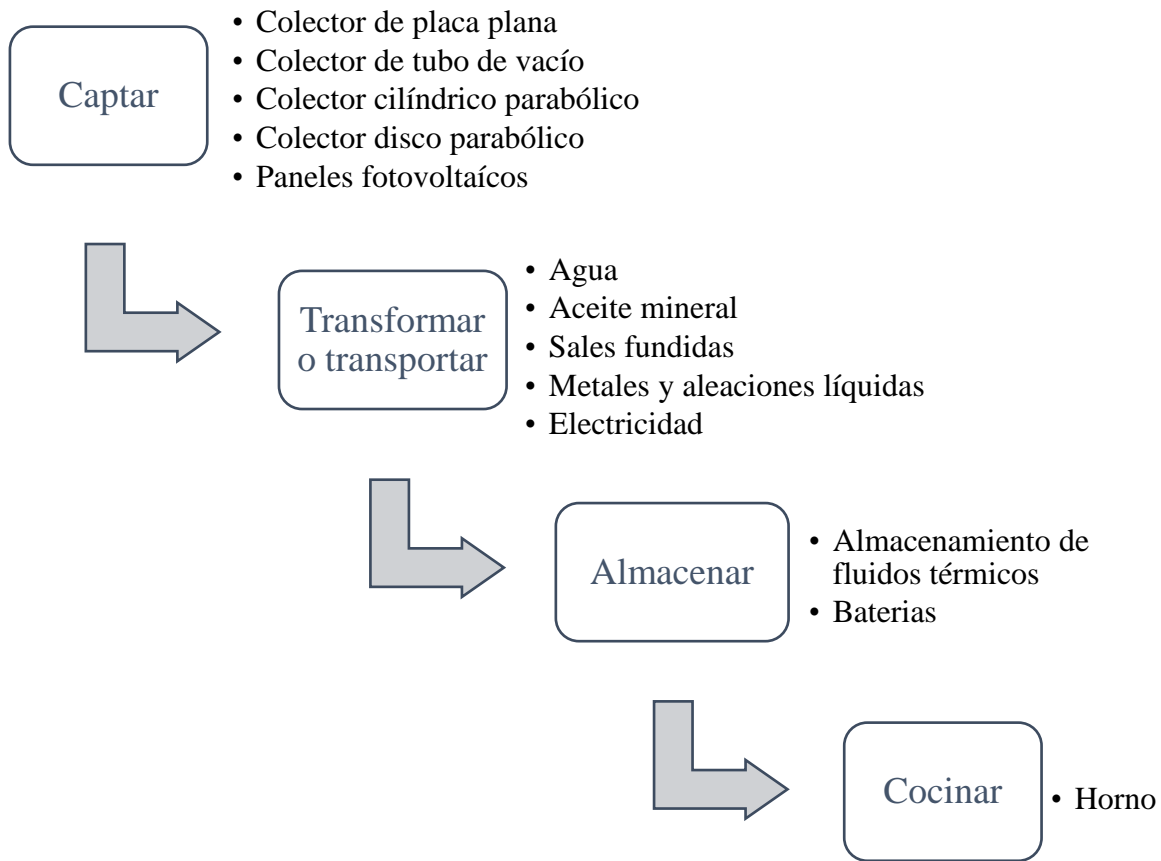 Captar
• Colector de placa plana
• Colector de tubo de vacío
• Colector cilíndrico parabólico
• Colector disco parabólico
• Paneles fotovoltaícos
Transformar
o transportar
• Agua
• Aceite mineral
• Sales fundidas
• Metales y aleaciones líquidas
• Electricidad
Almacenar
• Almacenamiento de
fluidos térmicos
• Baterias
Cocinar
• Horno